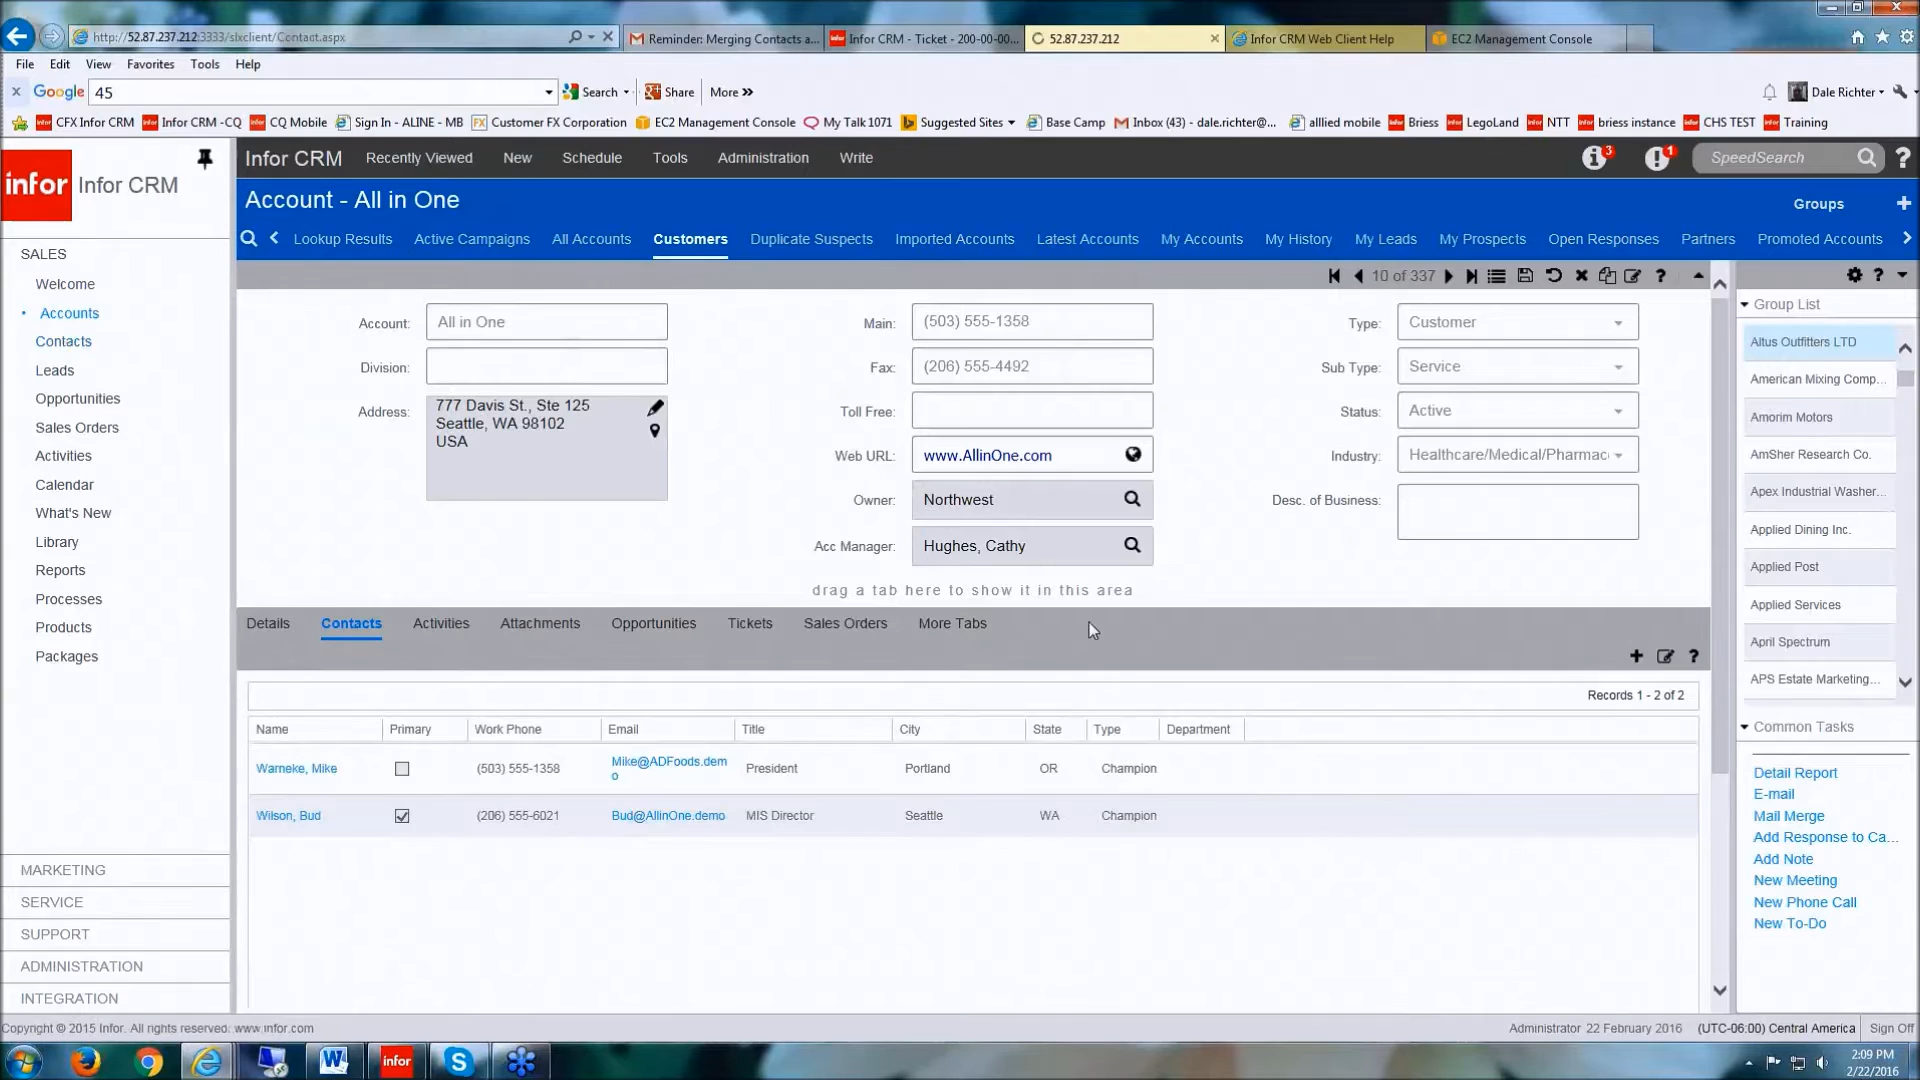 http://52.87.237.212:3333/slxclient/Contact.aspx
Reminder: Merging Contacts a...
Infor CRM - Ticket - 200-00-00...
52.87.237.212
Infor CRM Web Client Help
EC2 Management Console
File Edit View Favorites Tools Help
x Google 45 Search Share More »
Dale Richter
CFX Infor CRM Infor CRM -CQ CQ Mobile Sign In - ALINE - MB Customer FX Corporation EC2 Management Console My Talk 1071 Suggested Sites Base Camp Inbox (43) - dale.richter@... alllied mobile Briess LegoLand NTT briess instance CHS TEST Training
infor Infor CRM
Infor CRM Recently Viewed New Schedule Tools Administration Write
3 1 SpeedSearch ?
Account - All in One
Groups +
Lookup Results Active Campaigns All Accounts Customers Duplicate Suspects Imported Accounts Latest Accounts My Accounts My History My Leads My Prospects Open Responses Partners Promoted Accounts
SALES
Welcome
Accounts
Contacts
Leads
Opportunities
Sales Orders
Activities
Calendar
What's New
Library
Reports
Processes
Products
Packages
MARKETING
SERVICE
SUPPORT
ADMINISTRATION
INTEGRATION
10 of 337
?
Account: All in One
Division:
Address: 777 Davis St., Ste 125
Seattle, WA 98102
USA
Main: (503) 555-1358
Fax: (206) 555-4492
Toll Free:
Web URL: www.AllinOne.com
Owner: Northwest
Acc Manager: Hughes, Cathy
Type: Customer
Sub Type: Service
Status: Active
Industry: Healthcare/Medical/Pharmac
Desc. of Business:
drag a tab here to show it in this area
Details Contacts Activities Attachments Opportunities Tickets Sales Orders More Tabs
+ ?
Records 1 - 2 of 2
Name Primary Work Phone Email Title City State Type Department
Warneke, Mike (503) 555-1358 Mike@ADFoods.dem
o President Portland OR Champion
Wilson, Bud (206) 555-6021 Bud@AllinOne.demo MIS Director Seattle WA Champion
?
Group List
Altus Outfitters LTD
American Mixing Comp...
Amorim Motors
AmSher Research Co.
Apex Industrial Washer...
Applied Dining Inc.
Applied Post
Applied Services
April Spectrum
APS Estate Marketing...
Common Tasks
Detail Report
E-mail
Mail Merge
Add Response to Ca...
Add Note
New Meeting
New Phone Call
New To-Do
Copyright © 2015 Infor. All rights reserved. www.infor.com
Administrator 22 February 2016 (UTC-06:00) Central America Sign Off
infor
2:09 PM
2/22/2016